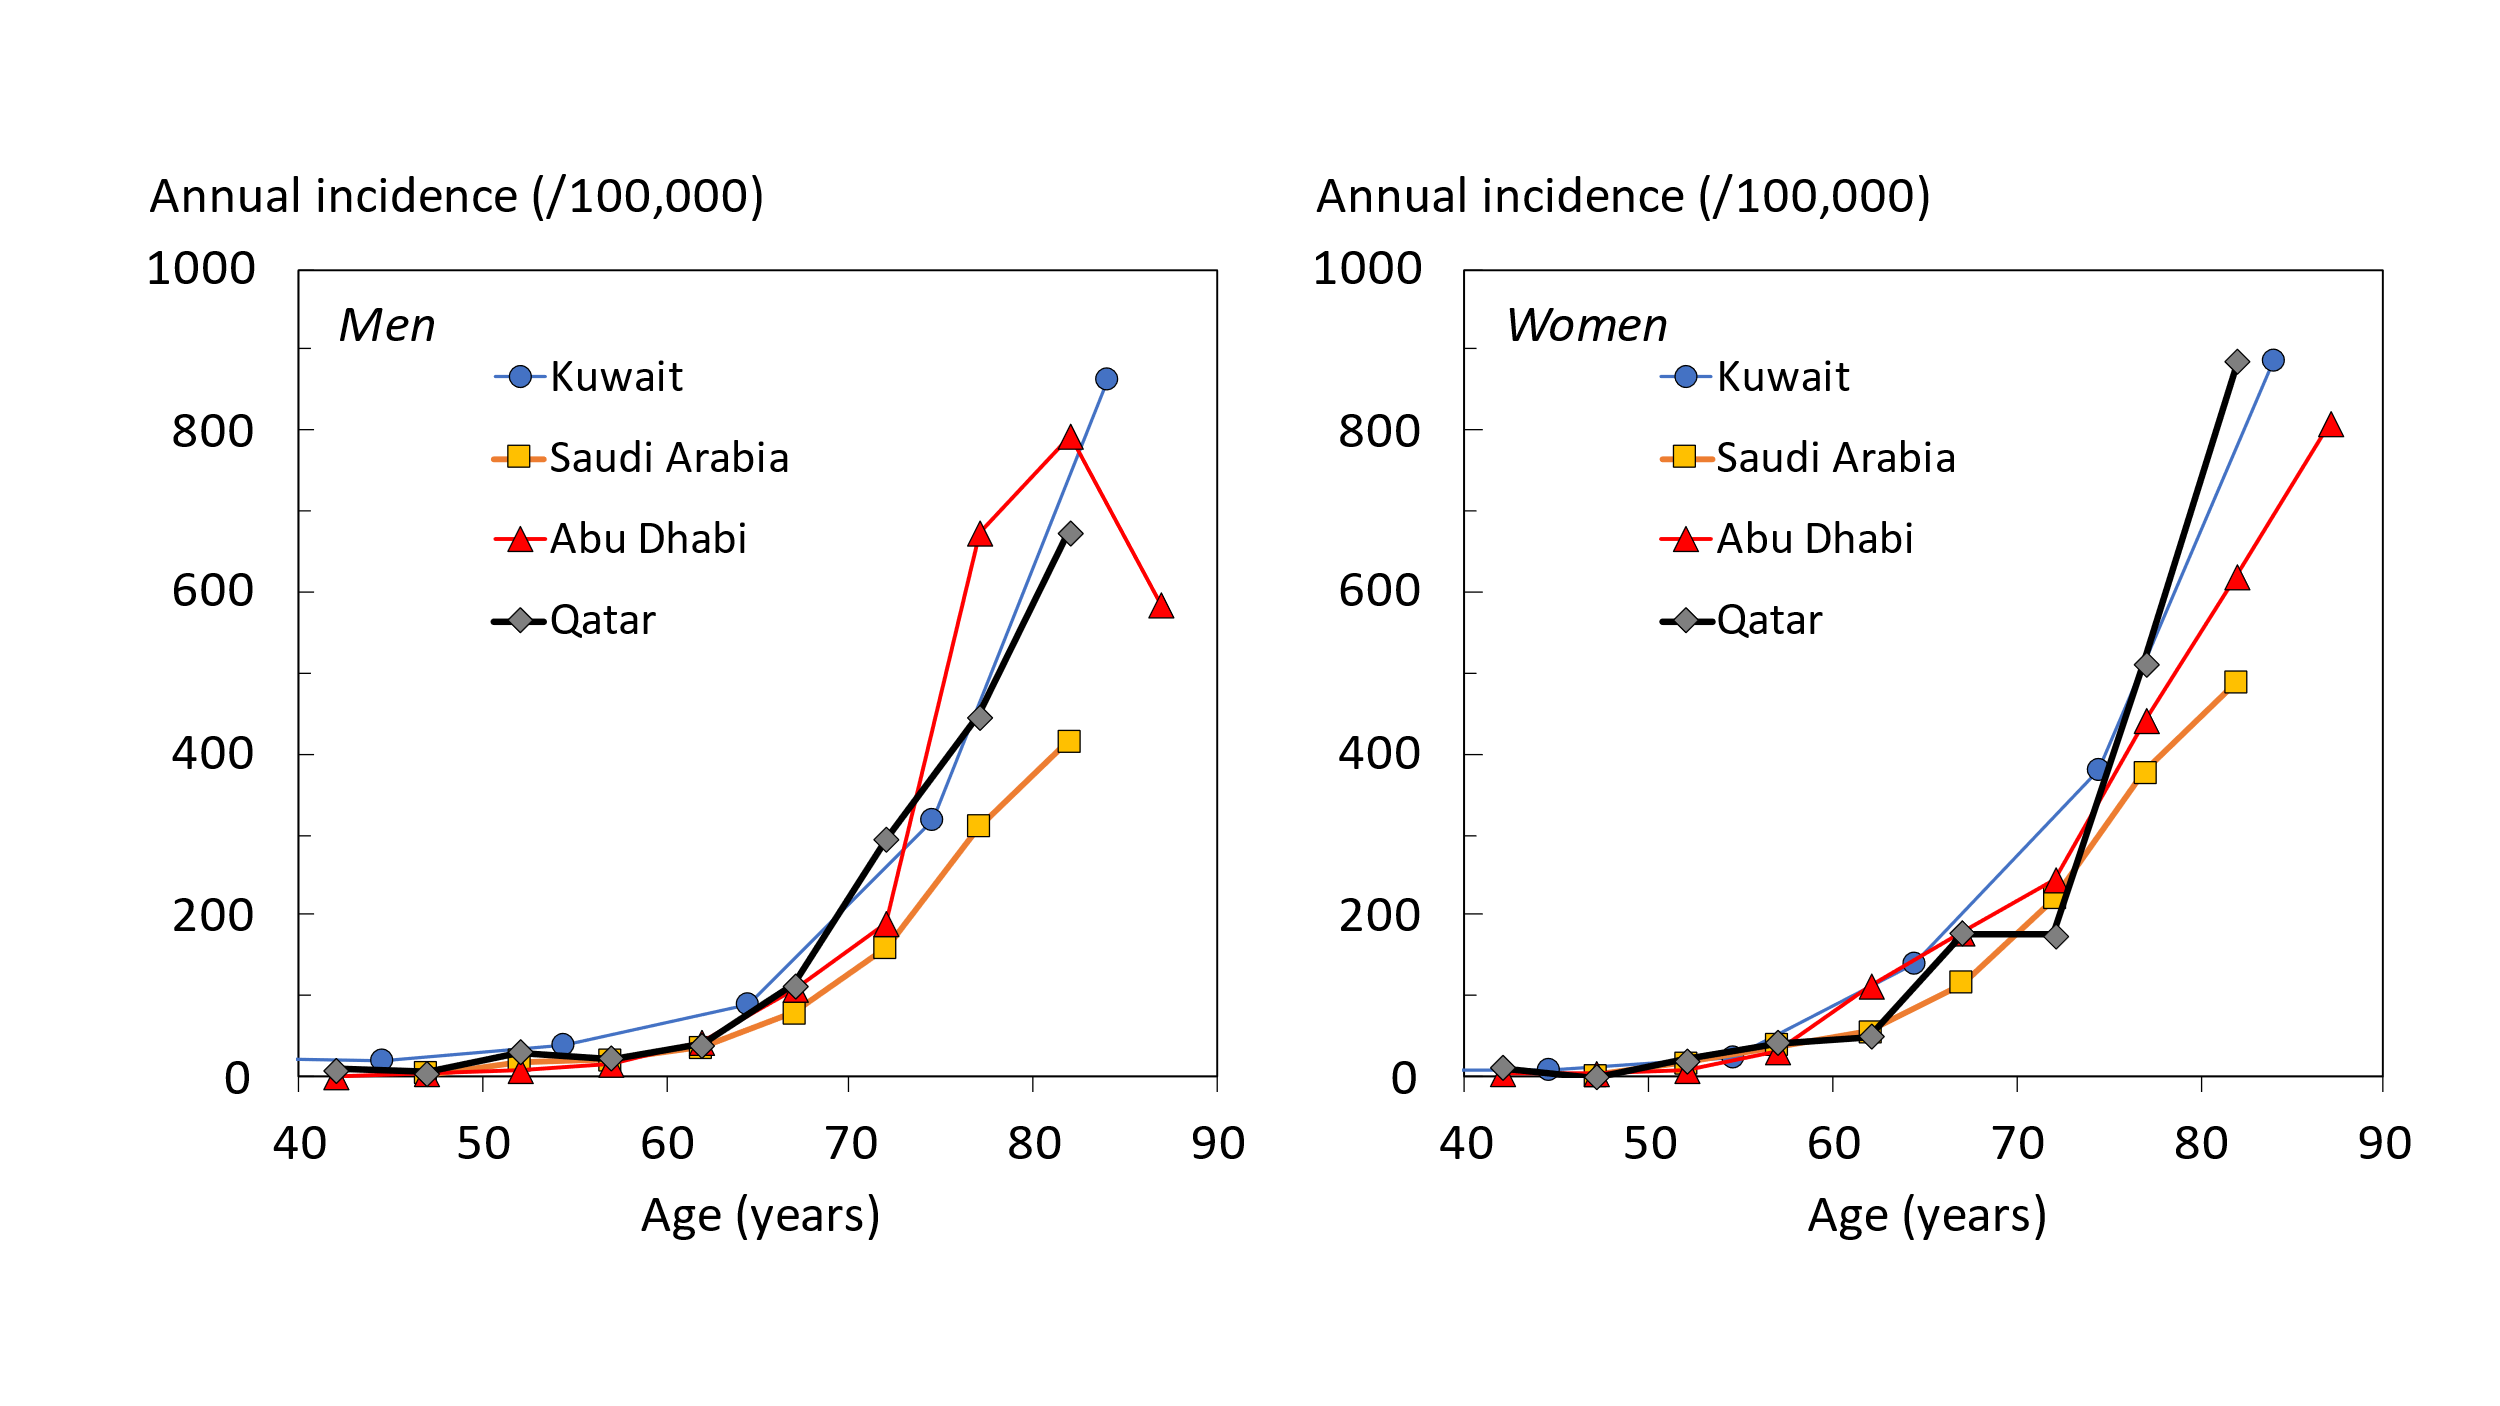 Annual incidence (/100,000)
1000
800
600
400
200
0
Men
Kuwait
Saudi Arabia
Abu Dhabi
Qatar
40 50 60 70 80 90
Age (years)
Annual incidence (/100,000)
1000
800
600
400
200
0
Women
Kuwait
Saudi Arabia
Abu Dhabi
Qatar
40 50 60 70 80 90
Age (years)